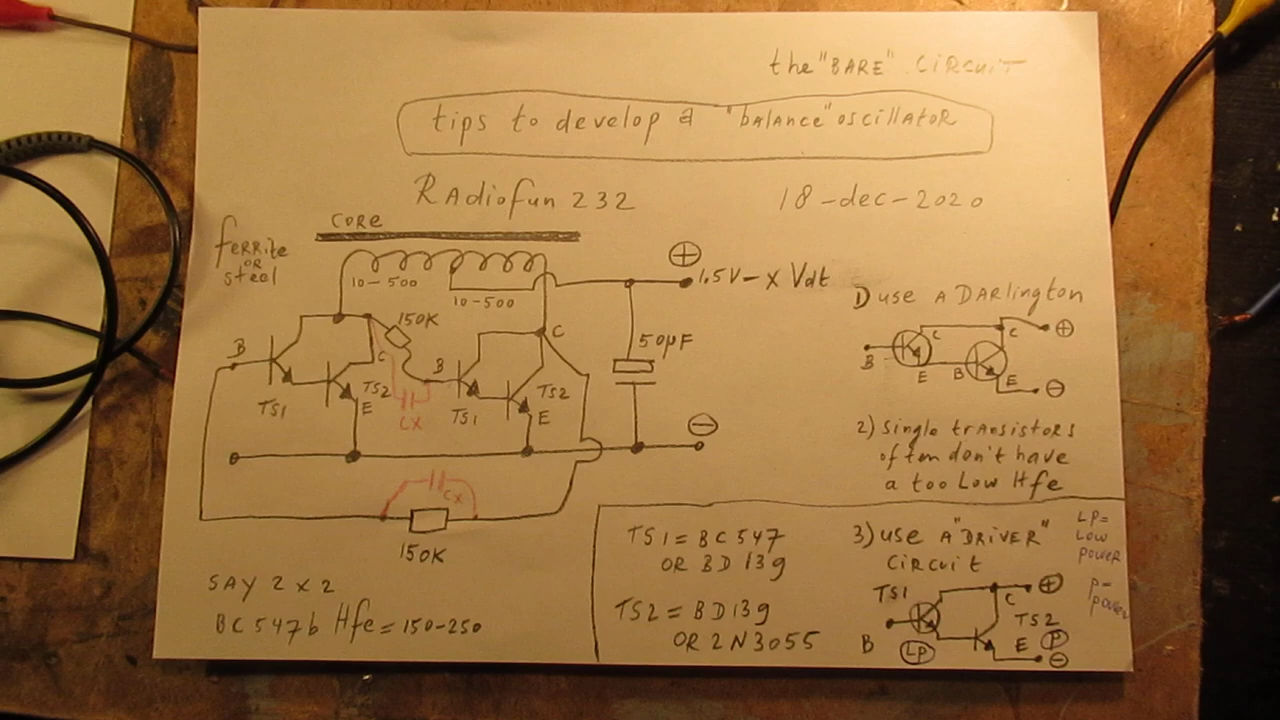 the "BARE" CIRCUIT
tips to develop a "balance" oscillator
Radiofun 232
18-dec-2020
ferrite
or
steel
core
10-500
10-500
+
1.5V-X Vdt
150K
50µF
B
C
TS1
TS2
E
B
C
TS1
TS2
E
CX
-
CX
150K
SAY 2 x 2
BC547b Hfe = 150-250
1) use A DARlington
B
C
E
B
C
E
+
-
2) Single transistors
often don't have
a too Low Hfe
TS1 = BC547
OR BD139
TS2 = BD139
OR 2N3055
3) use A "DRIVER"
circuit
LP=
Low
power
P=
power
TS1
C
+
TS2
B
LP
E
P
-